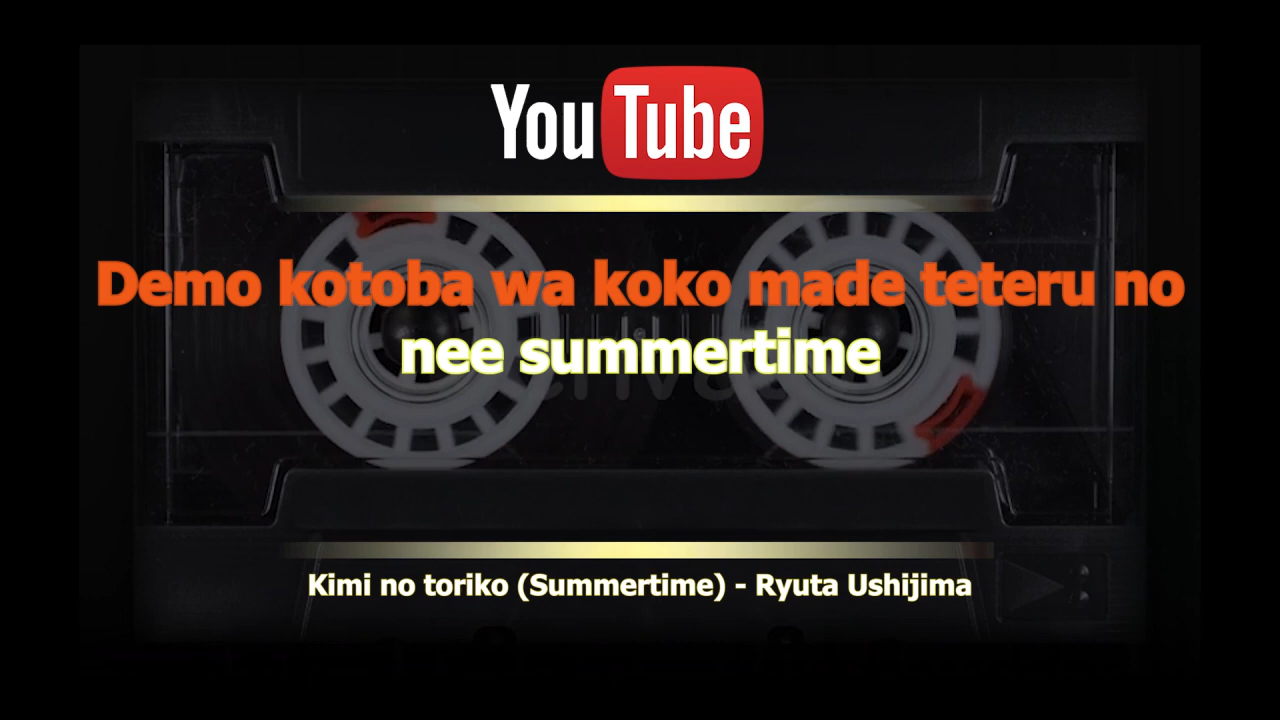 YouTube
Demo kotoba wa koko made teteru no
nee summertime
Kimi no toriko (Summertime) - Ryuta Ushijima